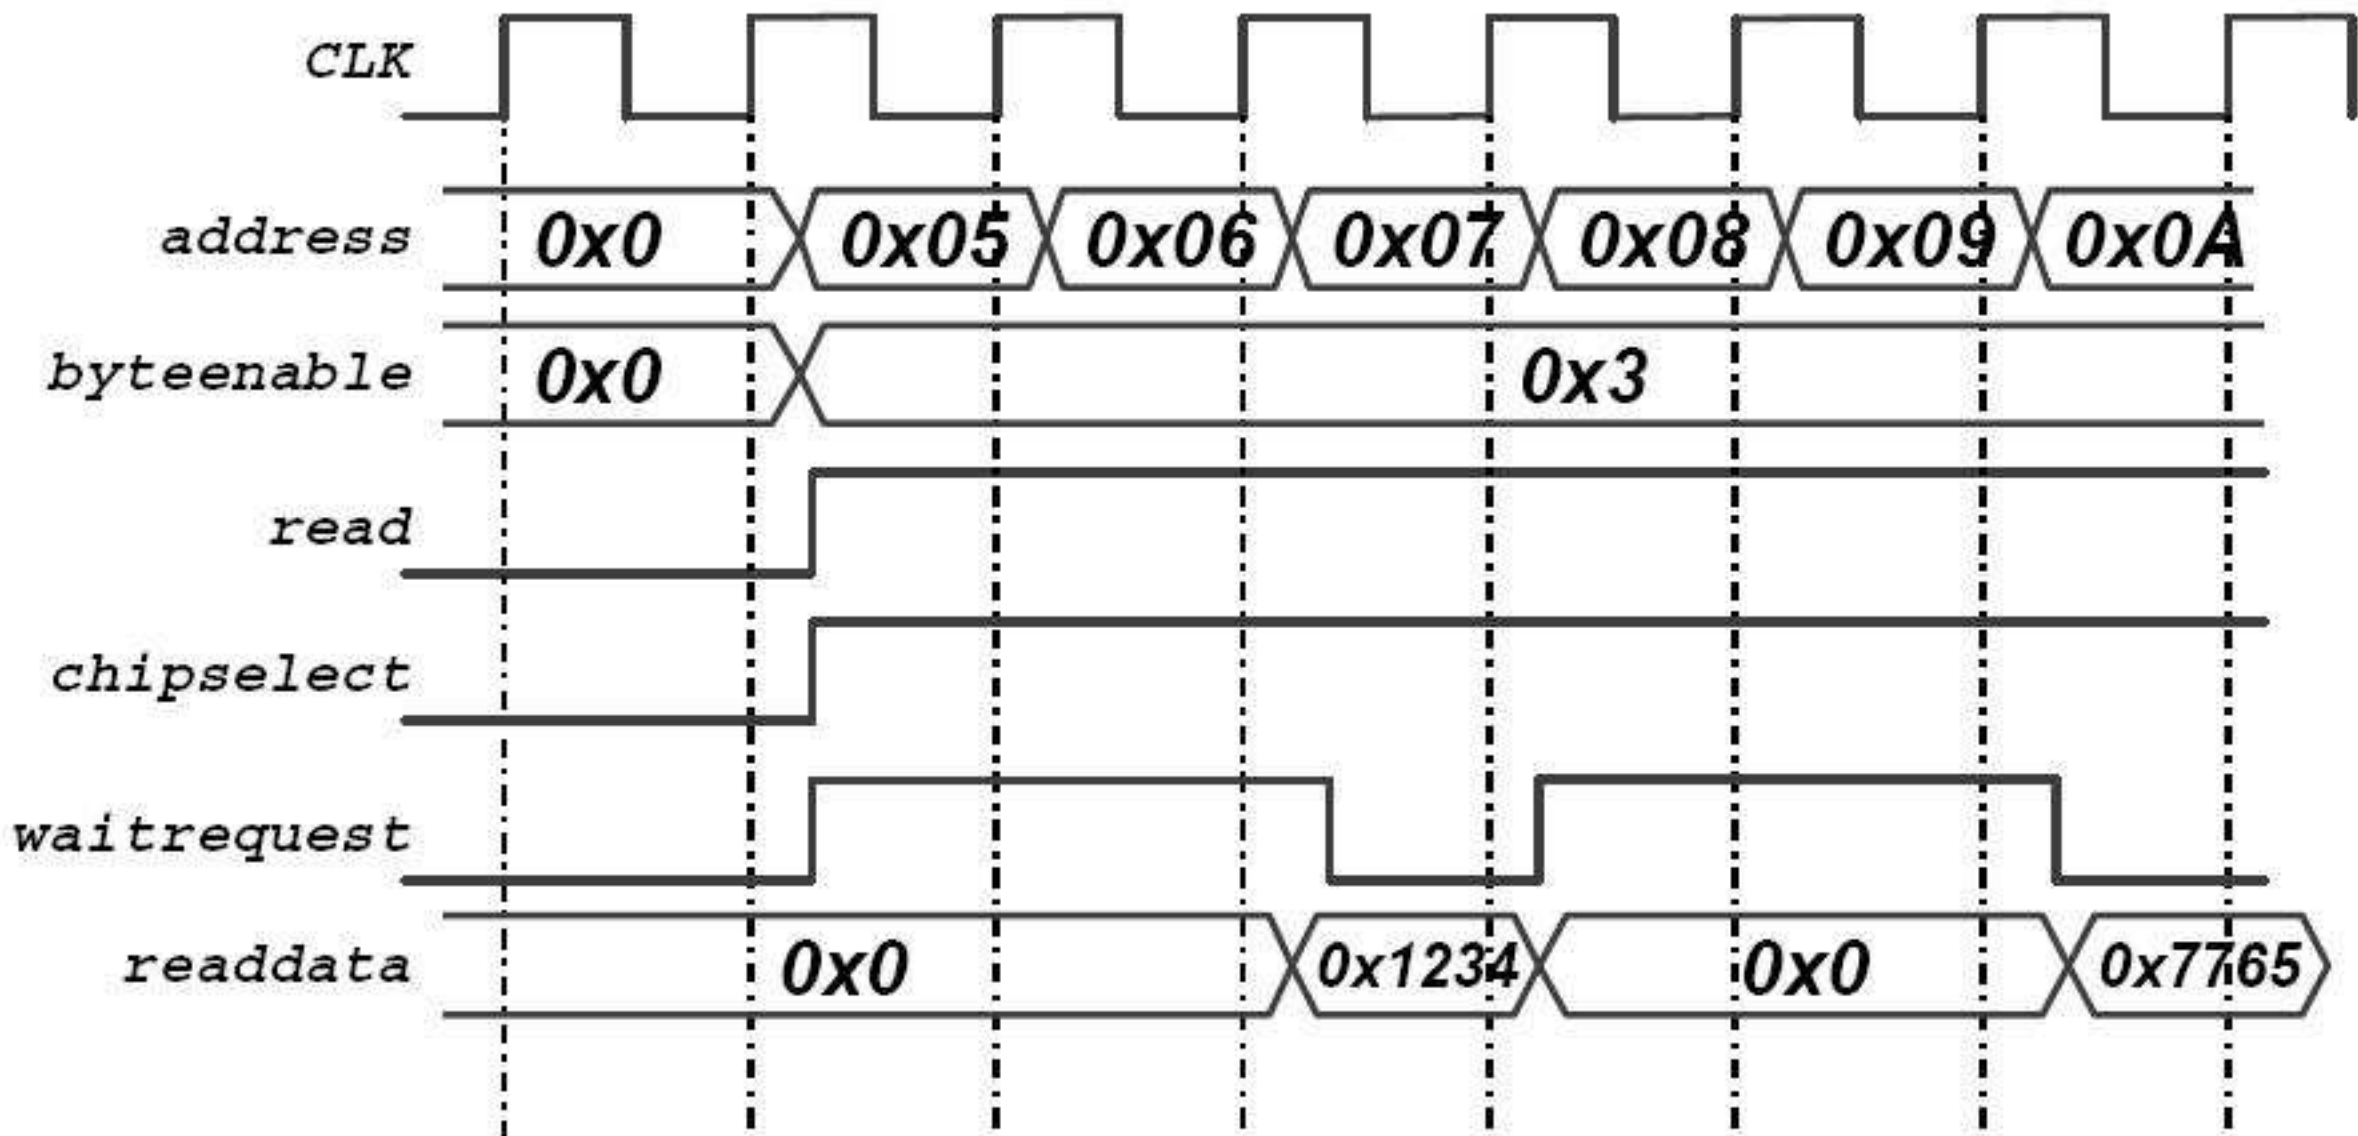 CLK
address 0x0 0x05 0x06 0x07 0x08 0x09 0x0A
byteenable 0x0 0x3
read
chipselect
waitrequest
readdata 0x0 0x1234 0x0 0x7765